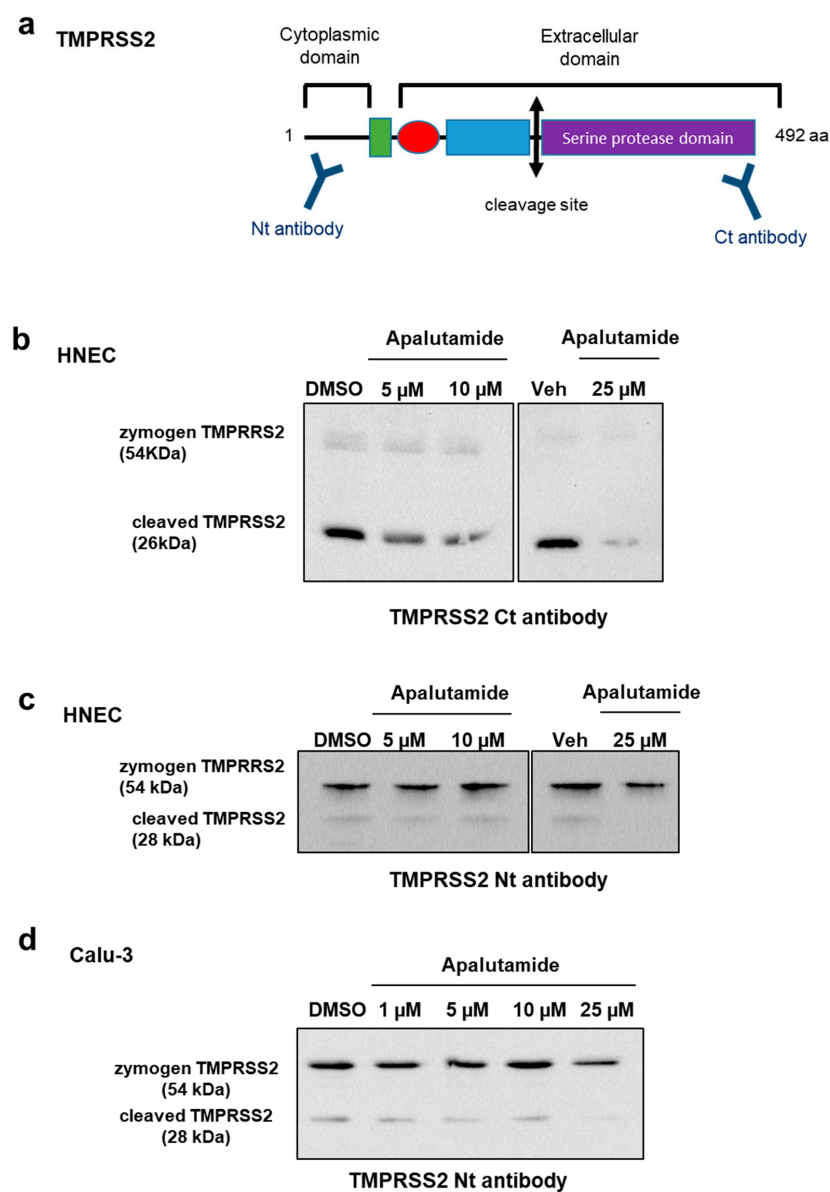 a
TMPRSS2
Cytoplasmic
domain
Extracellular
domain
1
Serine protease domain
492 aa
cleavage site
Nt antibody
Ct antibody
b
HNEC
Apalutamide
Apalutamide
DMSO 5 µM 10 µM Veh 25 µM
zymogen TMPRRS2
(54KDa)
cleaved TMPRSS2
(26kDa)
TMPRSS2 Ct antibody
c
HNEC
Apalutamide
Apalutamide
DMSO 5 µM 10 µM Veh 25 µM
zymogen TMPRRS2
(54 kDa)
cleaved TMPRSS2
(28 kDa)
TMPRSS2 Nt antibody
d
Calu-3
Apalutamide
DMSO 1 µM 5 µM 10 µM 25 µM
zymogen TMPRSS2
(54 kDa)
cleaved TMPRSS2
(28 kDa)
TMPRSS2 Nt antibody